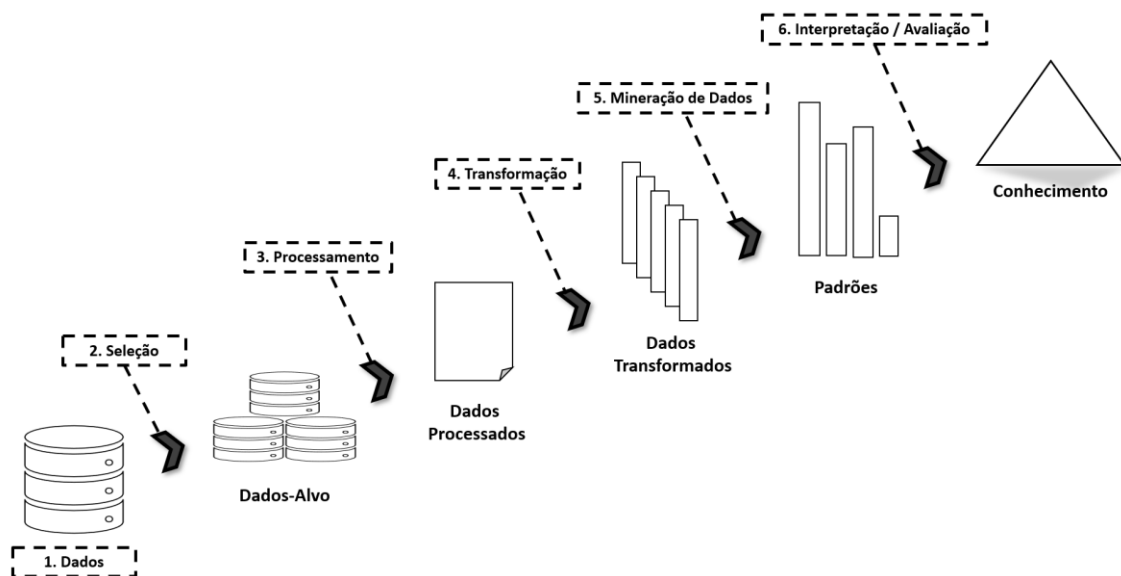 6. Interpretação / Avaliação
5. Mineração de Dados
4. Transformação
Conhecimento
3. Processamento
Padrões
2. Seleção
Dados
Transformados
Dados
Processados
Dados-Alvo
1. Dados